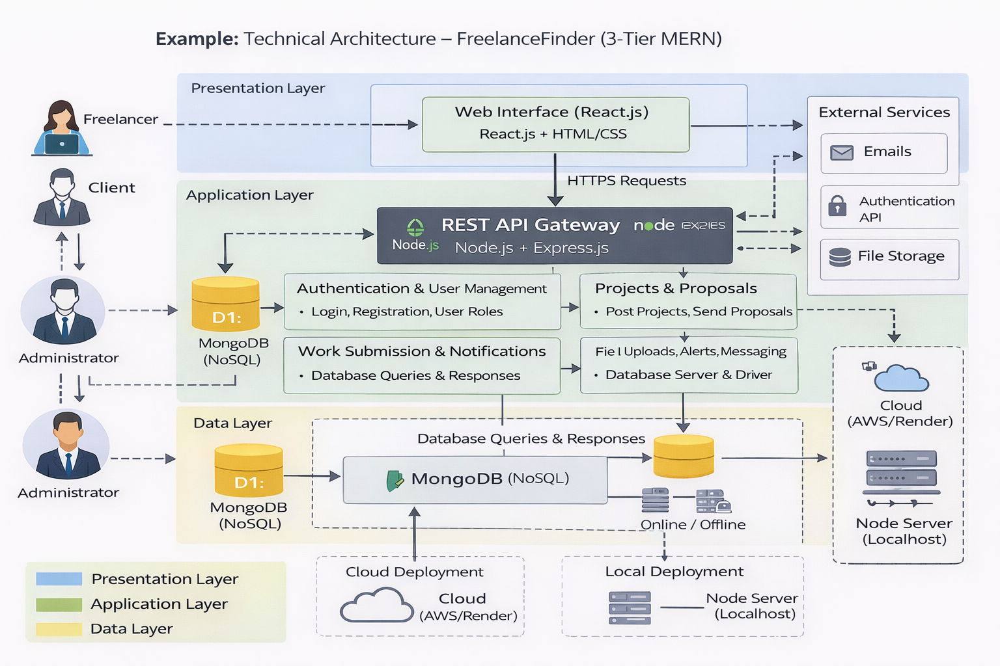 Example: Technical Architecture – FreelanceFinder (3-Tier MERN)
Presentation Layer
Freelancer
Web Interface (React.js)
React.js + HTML/CSS
External Services
Emails
Authentication
API
File Storage
Client
HTTPS Requests
Application Layer
REST API Gateway
Node.js + Express.js
Node.js
node
EXƧIES
D1:
MongoDB
(NoSQL)
Authentication & User Management
• Login, Registration, User Roles
Projects & Proposals
• Post Projects, Send Proposals
Administrator
Work Submission & Notifications
• Database Queries & Responses
Fie l Uploads, Alerts, Messaging
• Database Server & Driver
Cloud
(AWS/Render)
Node Server
(Localhost)
Data Layer
Database Queries & Responses
D1:
MongoDB
(NoSQL)
MongoDB (NoSQL)
Online / Offline
Administrator
Presentation Layer
Application Layer
Data Layer
Cloud Deployment
Cloud
(AWS/Render)
Local Deployment
Node Server
(Localhost)